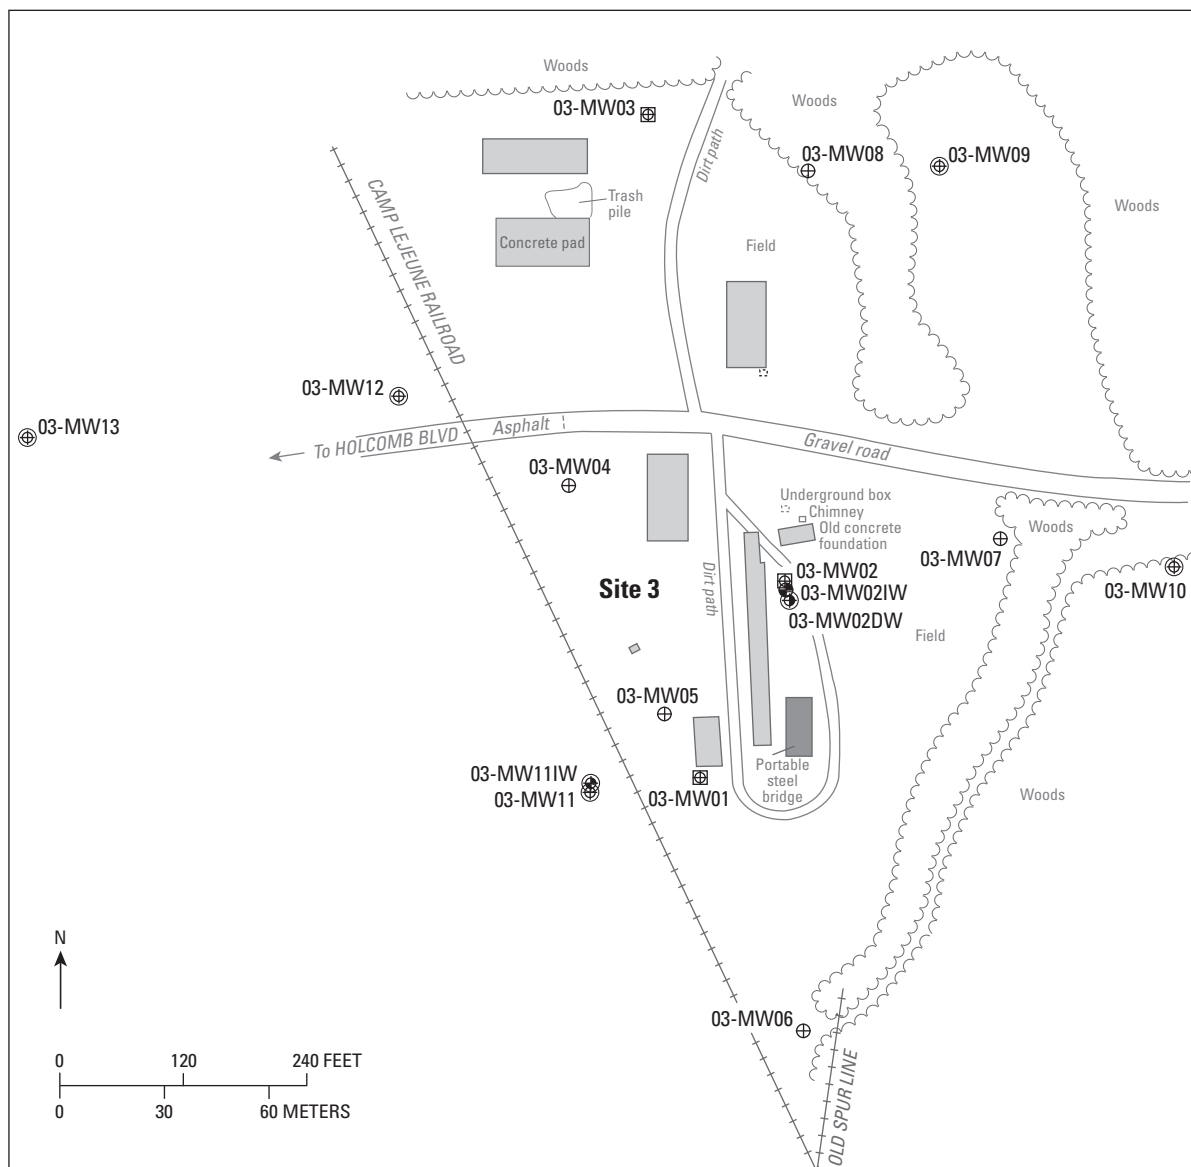 Woods
03-MW03
Woods
Dirt path
03-MW08
03-MW09
CAMP LEJEUNE RAILROAD
Trash
pile
Woods
Concrete pad
Field
03-MW12
03-MW13
To HOLCOMB BLVD
Asphalt
Gravel road
03-MW04
Underground box
Chimney
Old concrete
foundation
Woods
03-MW07
03-MW10
Dirt path
Site 3
03-MW02
03-MW02IW
03-MW02DW
Field
03-MW05
03-MW11IW
03-MW11
03-MW01
Portable
steel
bridge
Woods
N
03-MW06
0 120 240 FEET
0 30 60 METERS
OLD SPUR LINE